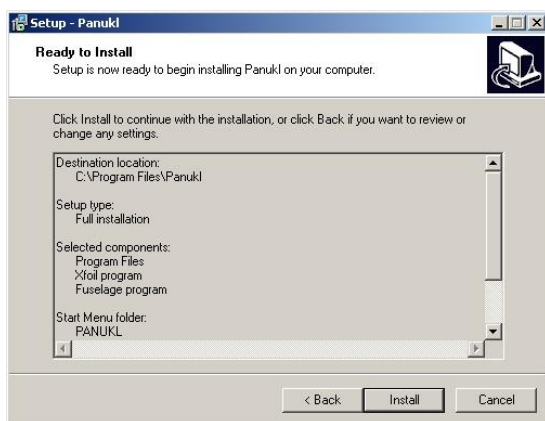 Setup - Panukl
Ready to Install
Setup is now ready to begin installing Panukl on your computer.
Click Install to continue with the installation, or click Back if you want to review or
change any settings.
Destination location:
C:\Program Files\Panukl
Setup type:
Full installation
Selected components:
Program Files
Xfoil program
Fuselage program
Start Menu folder:
PANUKL
< Back
Install
Cancel